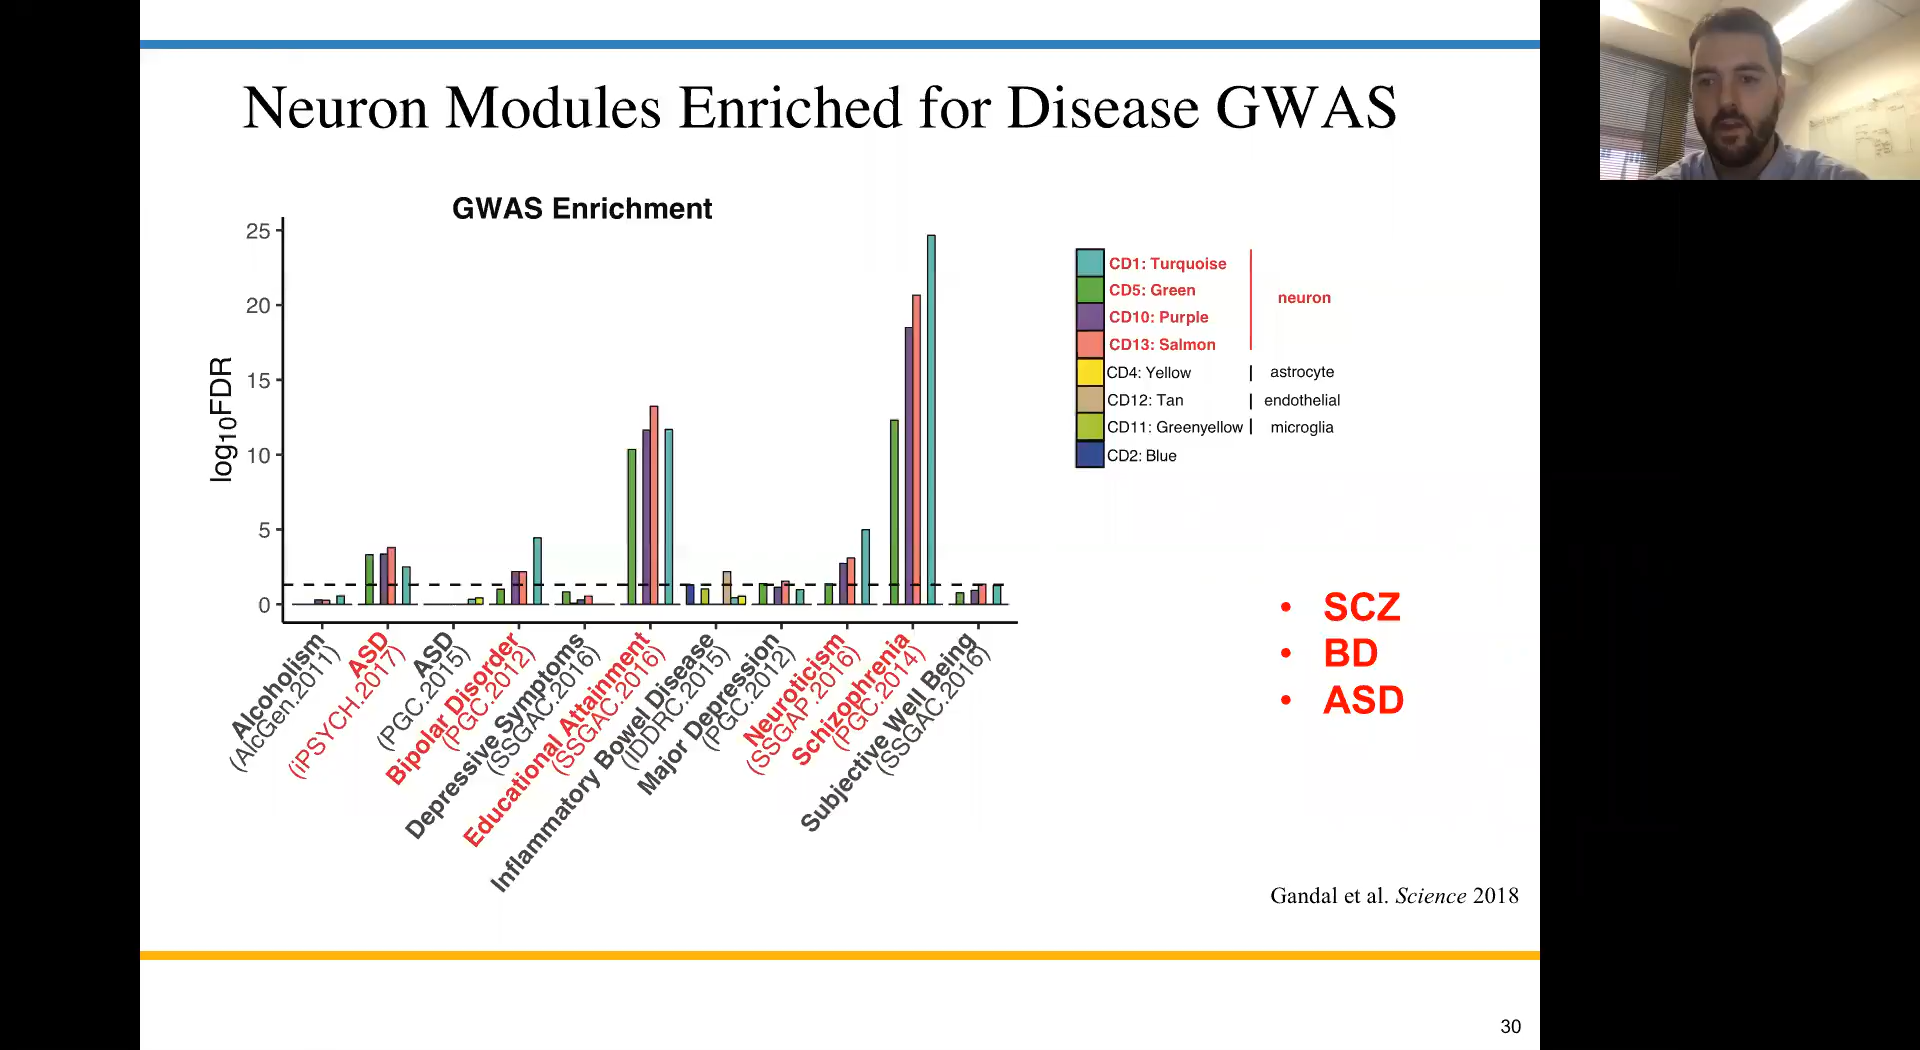 Neuron Modules Enriched for Disease GWAS
GWAS Enrichment
25
20
15
10
5
0
log10FDR
Alcoholism
(AlcGen.2011)
ASD
(iPSYCH.2017)
ASD
(PGC.2015)
Bipolar Disorder
(PGC.2012)
Depressive Symptoms
(SSGAC.2016)
Educational Attainment
(SSGAC.2016)
Inflammatory Bowel Disease
(IDDRC.2015)
Major Depression
(PGC.2012)
Neuroticism
(SSGAP.2016)
Schizophrenia
(PGC.2014)
Subjective Well Being
(SSGAC.2016)
CD1: Turquoise
CD5: Green
CD10: Purple
CD13: Salmon
neuron
CD4: Yellow | astrocyte
CD12: Tan | endothelial
CD11: Greenyellow | microglia
CD2: Blue
• SCZ
• BD
• ASD
Gandal et al. Science 2018
30